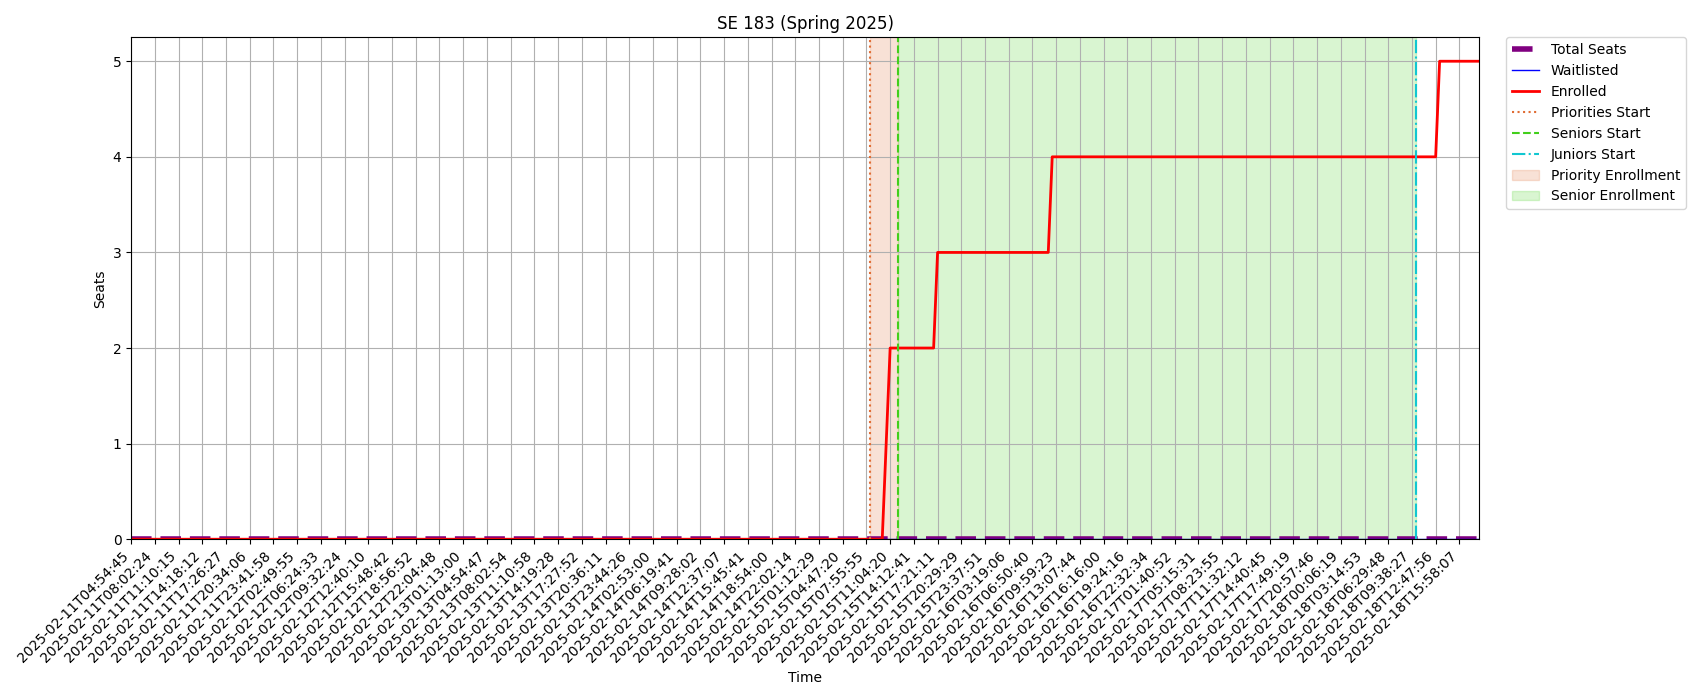 SE 183 (Spring 2025)
Total Seats
Waitlisted
Enrolled
Priorities Start
Seniors Start
Juniors Start
Priority Enrollment
Senior Enrollment
Seats
5
4
3
2
1
0
2025-02-11T04:54:45
2025-02-11T08:02:24
2025-02-11T11:10:15
2025-02-11T14:18:12
2025-02-11T17:26:27
2025-02-11T20:34:06
2025-02-11T23:41:58
2025-02-12T02:49:55
2025-02-12T06:24:33
2025-02-12T09:32:24
2025-02-12T12:40:10
2025-02-12T15:48:42
2025-02-12T18:56:52
2025-02-12T22:04:48
2025-02-13T01:13:00
2025-02-13T04:54:47
2025-02-13T08:02:54
2025-02-13T11:10:58
2025-02-13T14:19:28
2025-02-13T17:27:52
2025-02-13T20:36:11
2025-02-13T23:44:26
2025-02-14T02:53:00
2025-02-14T06:19:41
2025-02-14T09:28:02
2025-02-14T12:37:07
2025-02-14T15:45:41
2025-02-14T18:54:00
2025-02-14T22:02:14
2025-02-15T01:12:29
2025-02-15T04:47:20
2025-02-15T07:55:55
2025-02-15T11:04:20
2025-02-15T14:12:41
2025-02-15T17:21:11
2025-02-15T20:29:29
2025-02-15T23:37:51
2025-02-16T03:19:06
2025-02-16T06:50:40
2025-02-16T09:59:23
2025-02-16T13:07:44
2025-02-16T16:16:00
2025-02-16T19:24:16
2025-02-16T22:32:34
2025-02-17T01:40:52
2025-02-17T05:15:31
2025-02-17T08:23:55
2025-02-17T11:32:12
2025-02-17T14:40:45
2025-02-17T17:49:19
2025-02-17T20:57:46
2025-02-18T00:06:19
2025-02-18T03:14:53
2025-02-18T06:29:48
2025-02-18T09:38:27
2025-02-18T12:47:56
2025-02-18T15:58:07
Time